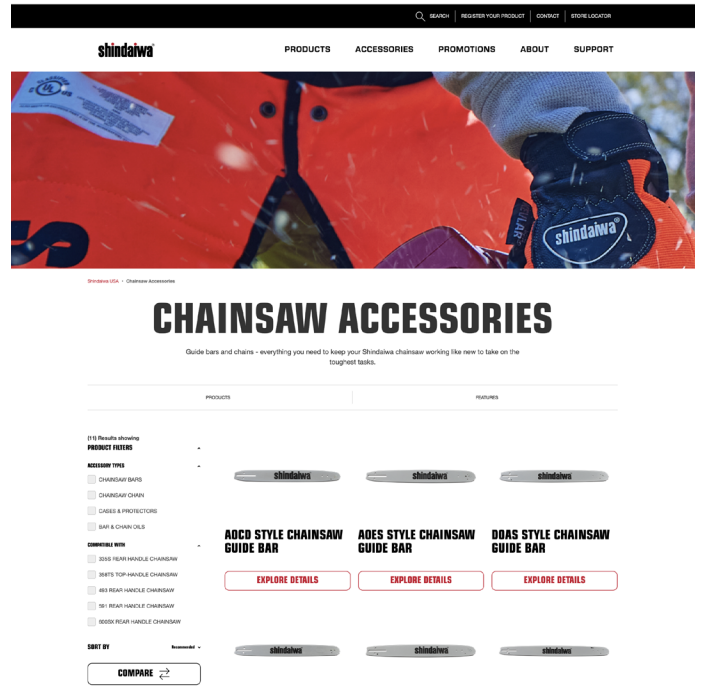 SEARCH
REGISTER YOUR PRODUCT
CONTACT
STORE LOCATOR
shindaiwa
PRODUCTS
ACCESSORIES
PROMOTIONS
ABOUT
SUPPORT
shindaiwa
Shindaiwa USA
Chainsaw Accessories
CHAINSAW ACCESSORIES
Guide bars and chains - everything you need to keep your Shindaiwa chainsaw working like new to take on the
toughest tasks.
PRODUCTS
FEATURES
(11) Results showing
PRODUCT FILTERS
ACCESSORY TYPES
CHAINSAW BARS
CHAINSAW CHAIN
CASES & PROTECTORS
BAR & CHAIN OILS
COMPATIBLE WITH
358TS TOP-HANDLE CHAINSAW
493 REAR HANDLE CHAINSAW
591 REAR HANDLE CHAINSAW
SORT BY
Recommended
COMPARE
shindaiwa
AOCD STYLE CHAINSAW
GUIDE BAR
EXPLORE DETAILS
shindaiwa
AOES STYLE CHAINSAW
GUIDE BAR
EXPLORE DETAILS
shindaiwa
DOAS STYLE CHAINSAW
GUIDE BAR
EXPLORE DETAILS
shindaiwa
shindaiwa
shindaiwa